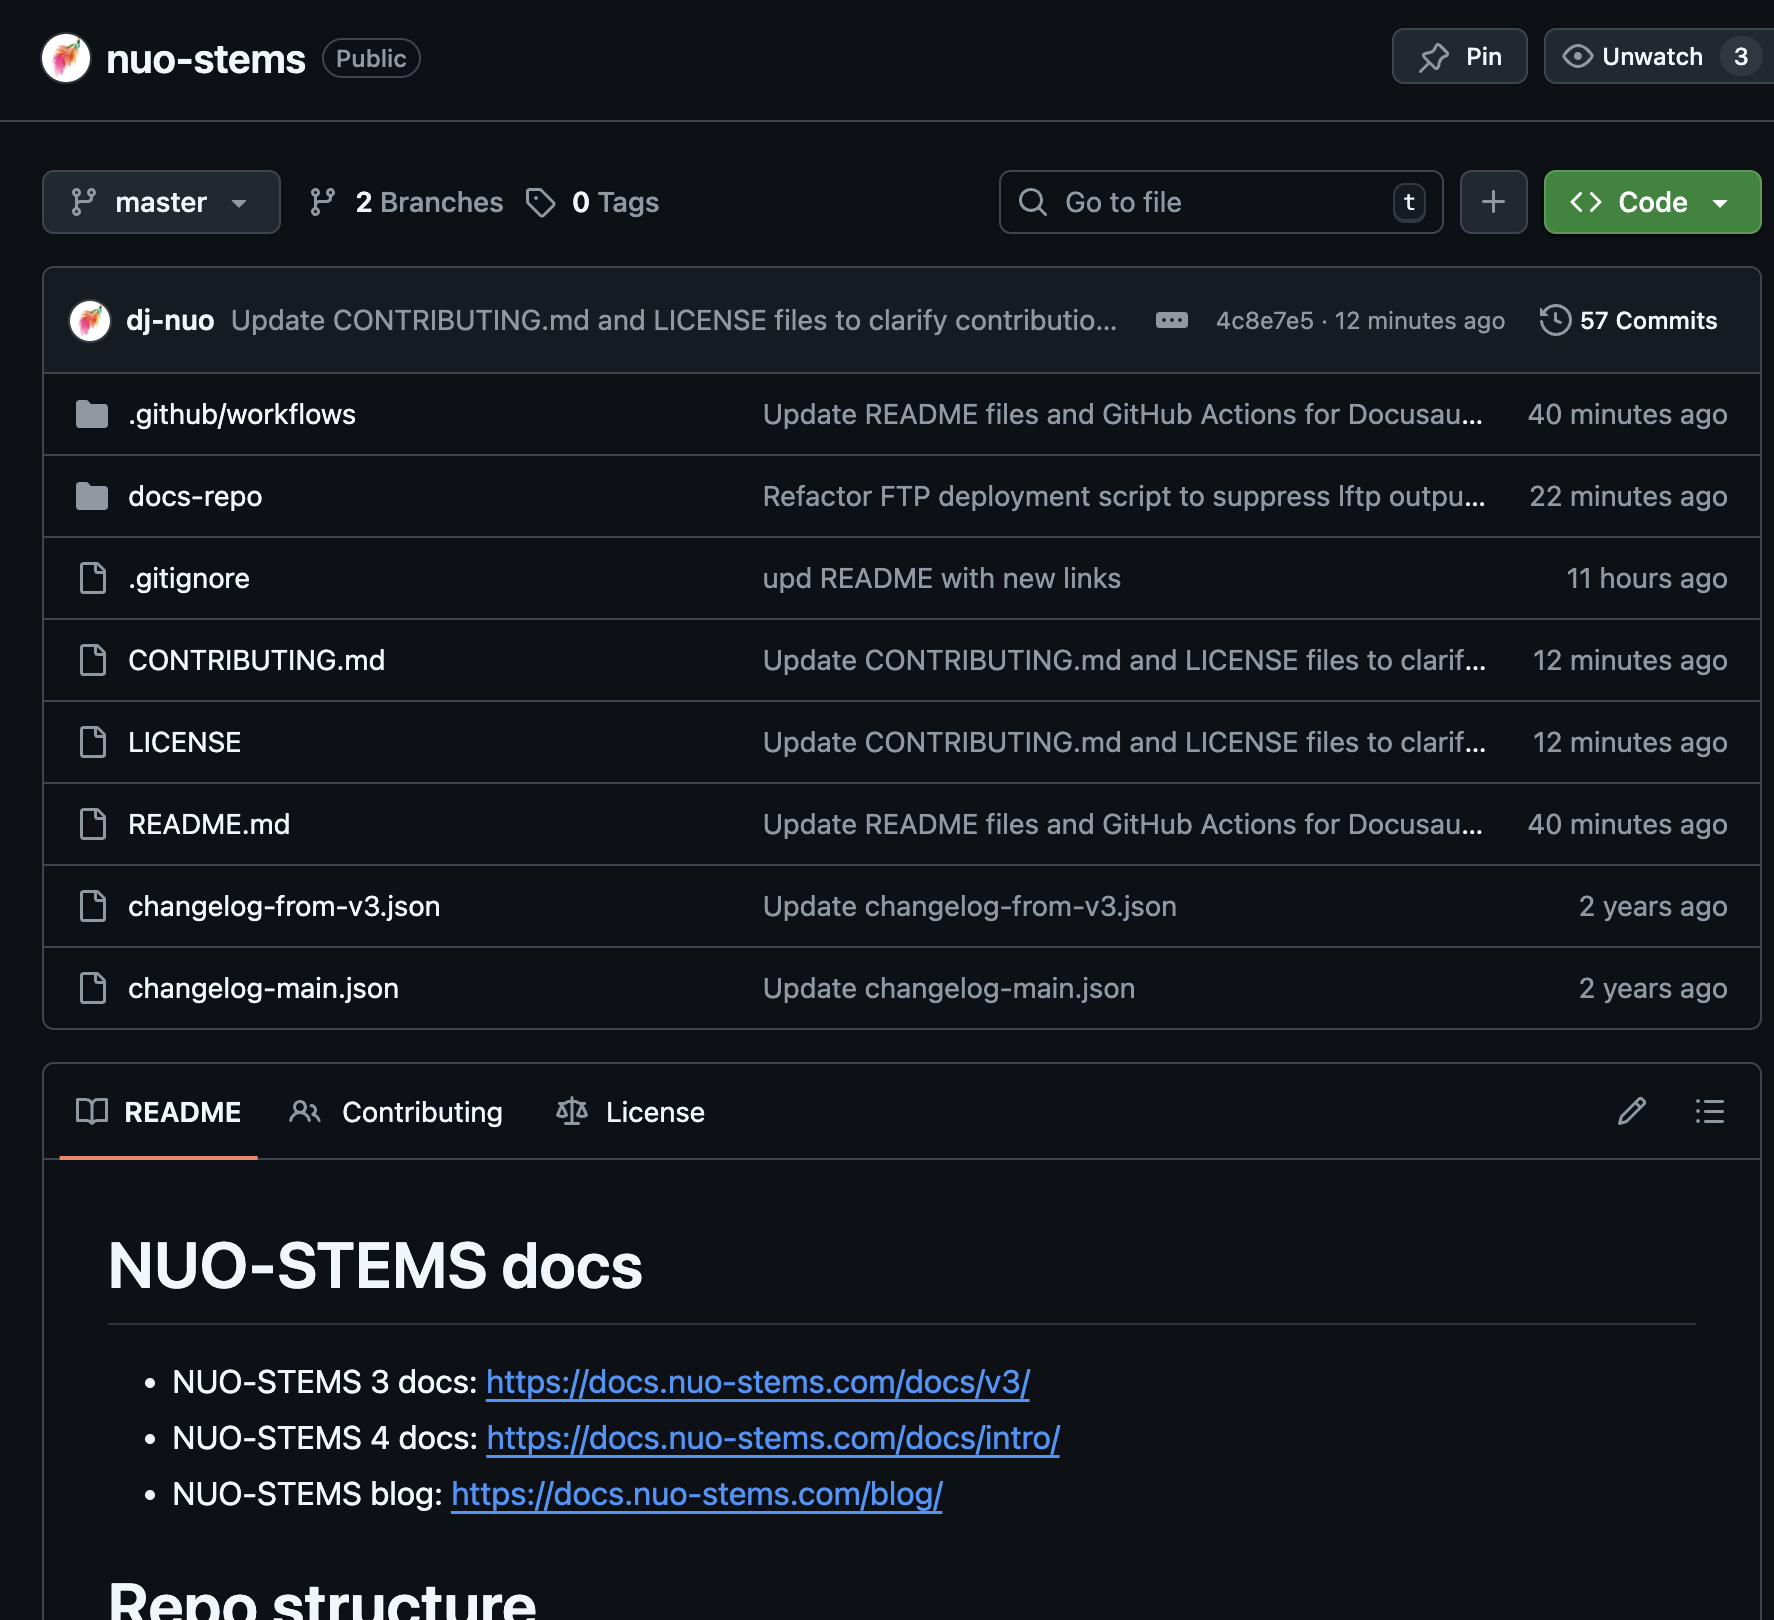 nuo-stems Public Pin Unwatch 3
master 2 Branches 0 Tags Go to file t Code
dj-nuo Update CONTRIBUTING.md and LICENSE files to clarify contributio... 4c8e7e5 · 12 minutes ago 57 Commits
.github/workflows Update README files and GitHub Actions for Docusau... 40 minutes ago
docs-repo Refactor FTP deployment script to suppress lftp outpu... 22 minutes ago
.gitignore upd README with new links 11 hours ago
CONTRIBUTING.md Update CONTRIBUTING.md and LICENSE files to clarif... 12 minutes ago
LICENSE Update CONTRIBUTING.md and LICENSE files to clarif... 12 minutes ago
README.md Update README files and GitHub Actions for Docusau... 40 minutes ago
changelog-from-v3.json Update changelog-from-v3.json 2 years ago
changelog-main.json Update changelog-main.json 2 years ago
README Contributing License
NUO-STEMS docs
• NUO-STEMS 3 docs: https://docs.nuo-stems.com/docs/v3/
• NUO-STEMS 4 docs: https://docs.nuo-stems.com/docs/intro/
• NUO-STEMS blog: https://docs.nuo-stems.com/blog/
Repo structure